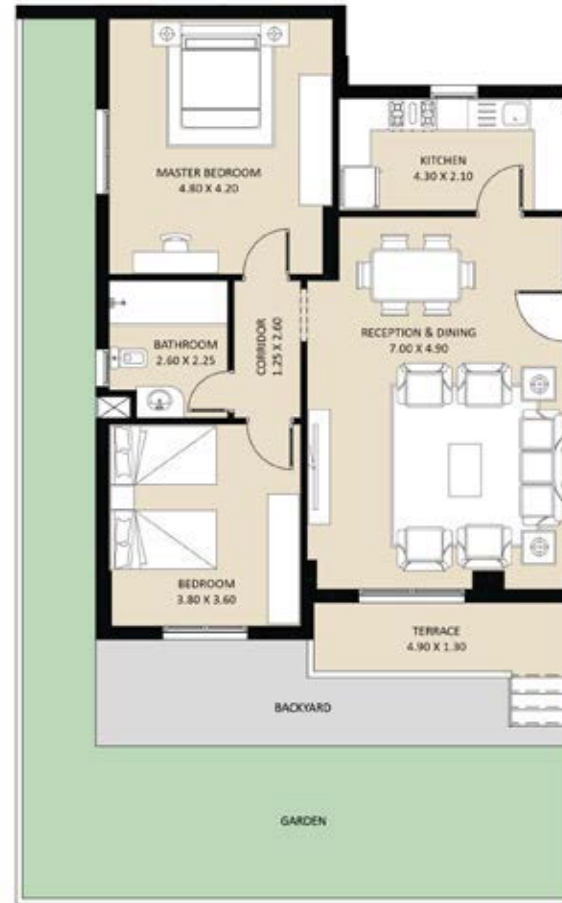 MASTER BEDROOM
4.80 X 4.20
KITCHEN
4.30 X 2.10
RECEPTION & DINING
7.00 X 4.90
BATHROOM
2.60 X 2.25
CORRIDOR
1.25 X 2.60
BEDROOM
3.80 X 3.60
TERRACE
4.90 X 1.30
BACKYARD
GARDEN